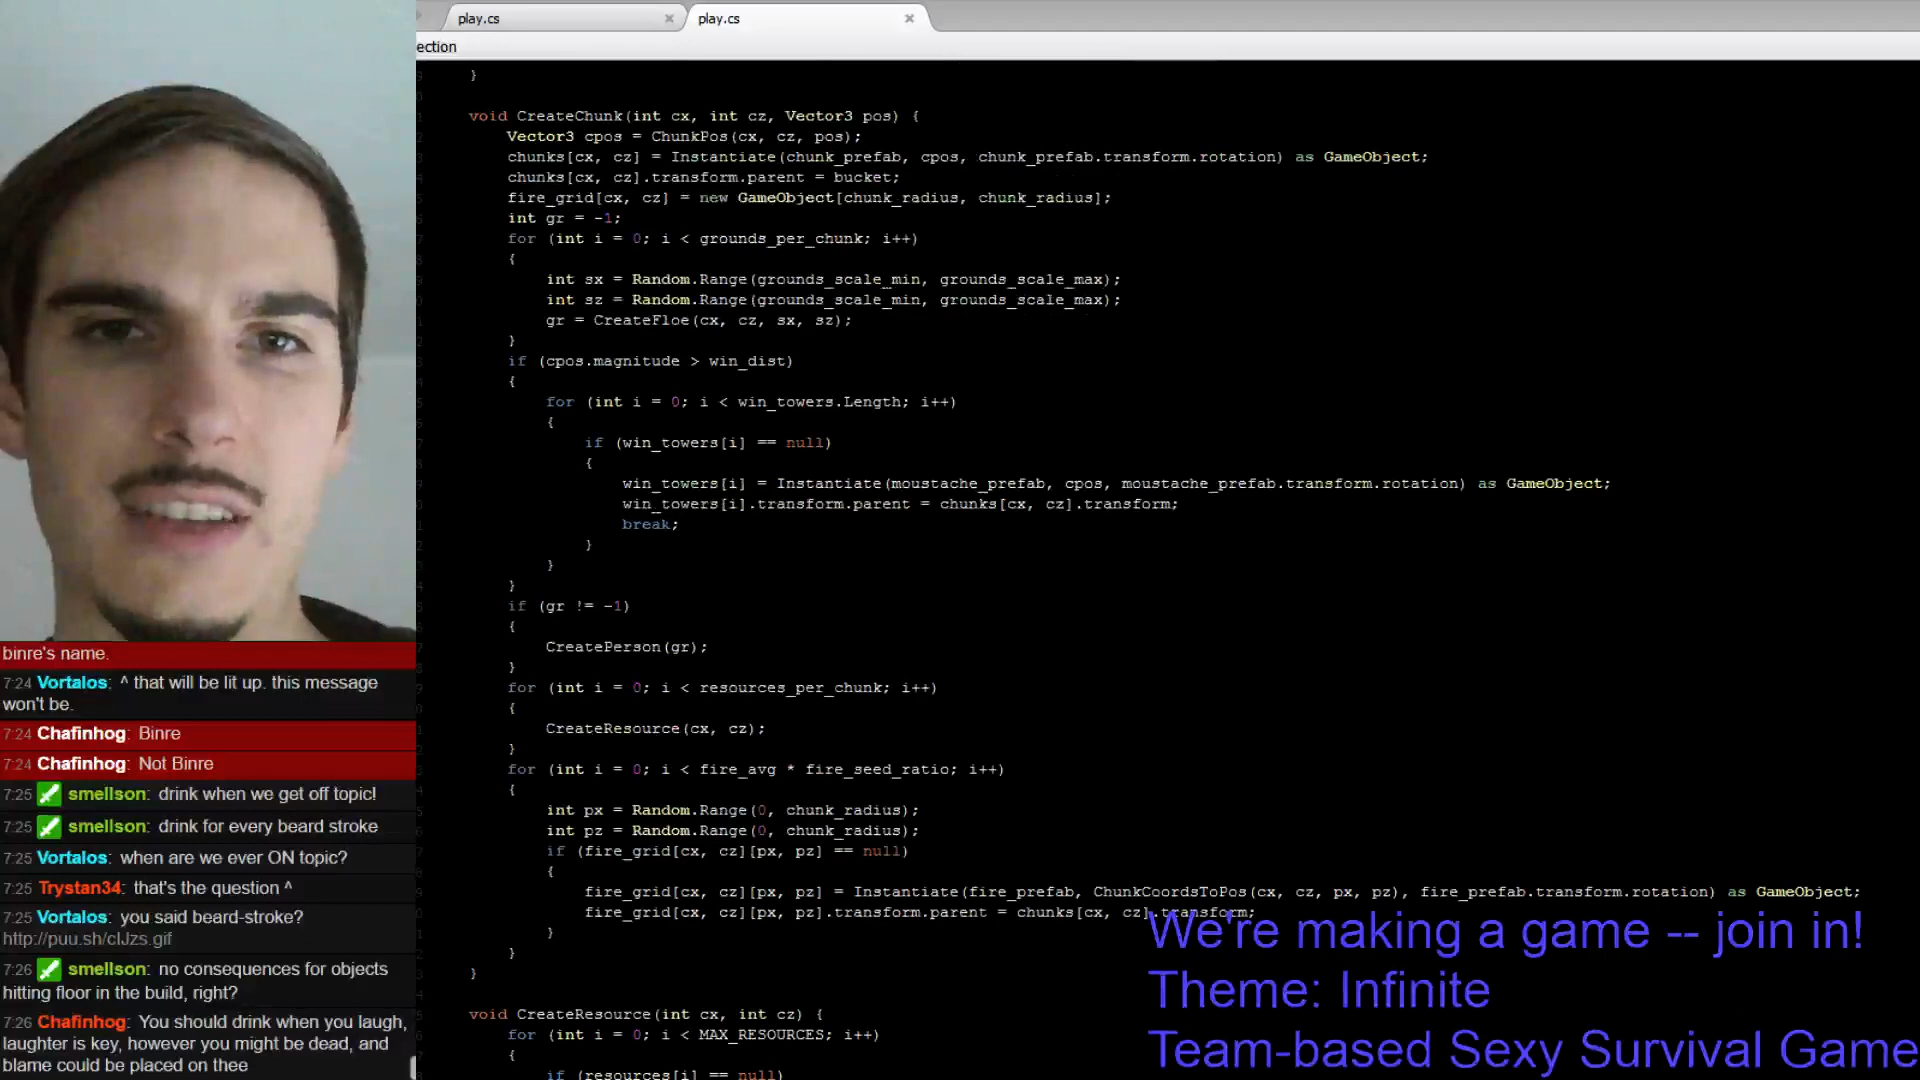 play.cs
play.cs
ection
}
void CreateChunk(int cx, int cz, Vector3 pos) {
Vector3 cpos = ChunkPos(cx, cz, pos);
chunks[cx, cz] = Instantiate(chunk_prefab, cpos, chunk_prefab.transform.rotation) as GameObject;
chunks[cx, cz].transform.parent = bucket;
fire_grid[cx, cz] = new GameObject[chunk_radius, chunk_radius];
int gr = -1;
for (int i = 0; i < grounds_per_chunk; i++)
{
int sx = Random.Range(grounds_scale_min, grounds_scale_max);
int sz = Random.Range(grounds_scale_min, grounds_scale_max);
gr = CreateFloe(cx, cz, sx, sz);
}
if (cpos.magnitude > win_dist)
{
for (int i = 0; i < win_towers.Length; i++)
{
if (win_towers[i] == null)
{
win_towers[i] = Instantiate(moustache_prefab, cpos, moustache_prefab.transform.rotation) as GameObject;
win_towers[i].transform.parent = chunks[cx, cz].transform;
break;
}
}
}
if (gr != -1)
{
CreatePerson(gr);
}
for (int i = 0; i < resources_per_chunk; i++)
{
CreateResource(cx, cz);
}
for (int i = 0; i < fire_avg * fire_seed_ratio; i++)
{
int px = Random.Range(0, chunk_radius);
int pz = Random.Range(0, chunk_radius);
if (fire_grid[cx, cz][px, pz] == null)
{
fire_grid[cx, cz][px, pz] = Instantiate(fire_prefab, ChunkCoordsToPos(cx, cz, px, pz), fire_prefab.transform.rotation) as GameObject;
fire_grid[cx, cz][px, pz].transform.parent = chunks[cx, cz].transform;
}
}
}
void CreateResource(int cx, int cz) {
for (int i = 0; i < MAX_RESOURCES; i++)
{
if (resources[i] == null)
binre's name.
7:24 Vortalos: ^ that will be lit up. this message
won't be.
7:24 Chafinhog: Binre
7:24 Chafinhog: Not Binre
7:25 smellson: drink when we get off topic!
7:25 smellson: drink for every beard stroke
7:25 Vortalos: when are we ever ON topic?
7:25 Trystan34: that's the question ^
7:25 Vortalos: you said beard-stroke?
http://puu.sh/clJzs.gif
7:26 smellson: no consequences for objects
hitting floor in the build, right?
7:26 Chafinhog: You should drink when you laugh,
laughter is key, however you might be dead, and
blame could be placed on thee
We're making a game -- join in!
Theme: Infinite
Team-based Sexy Survival Game